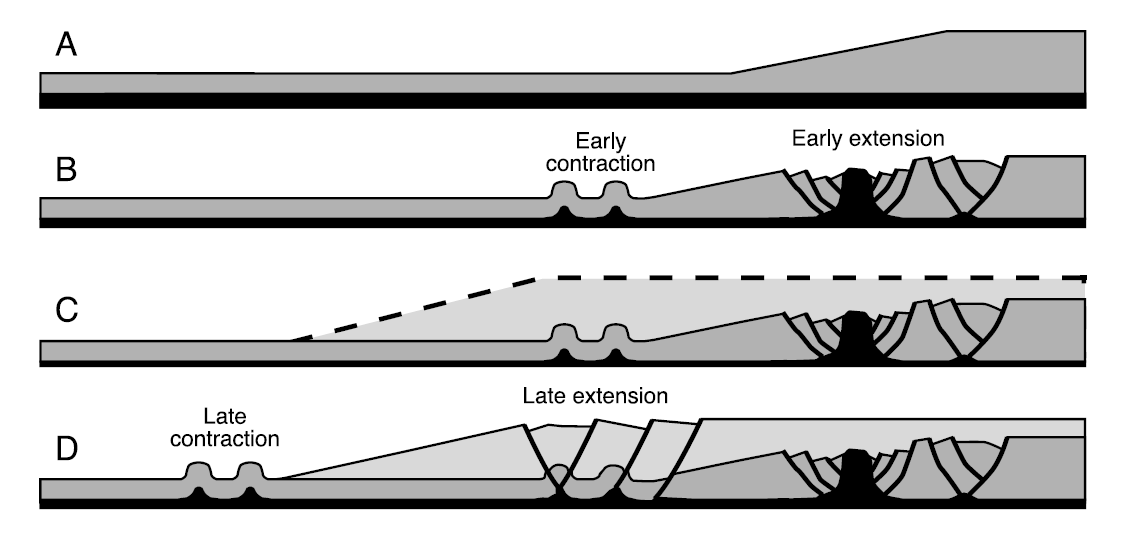 A
Early
contraction
Early extension
B
C
Late extension
Late
contraction
D